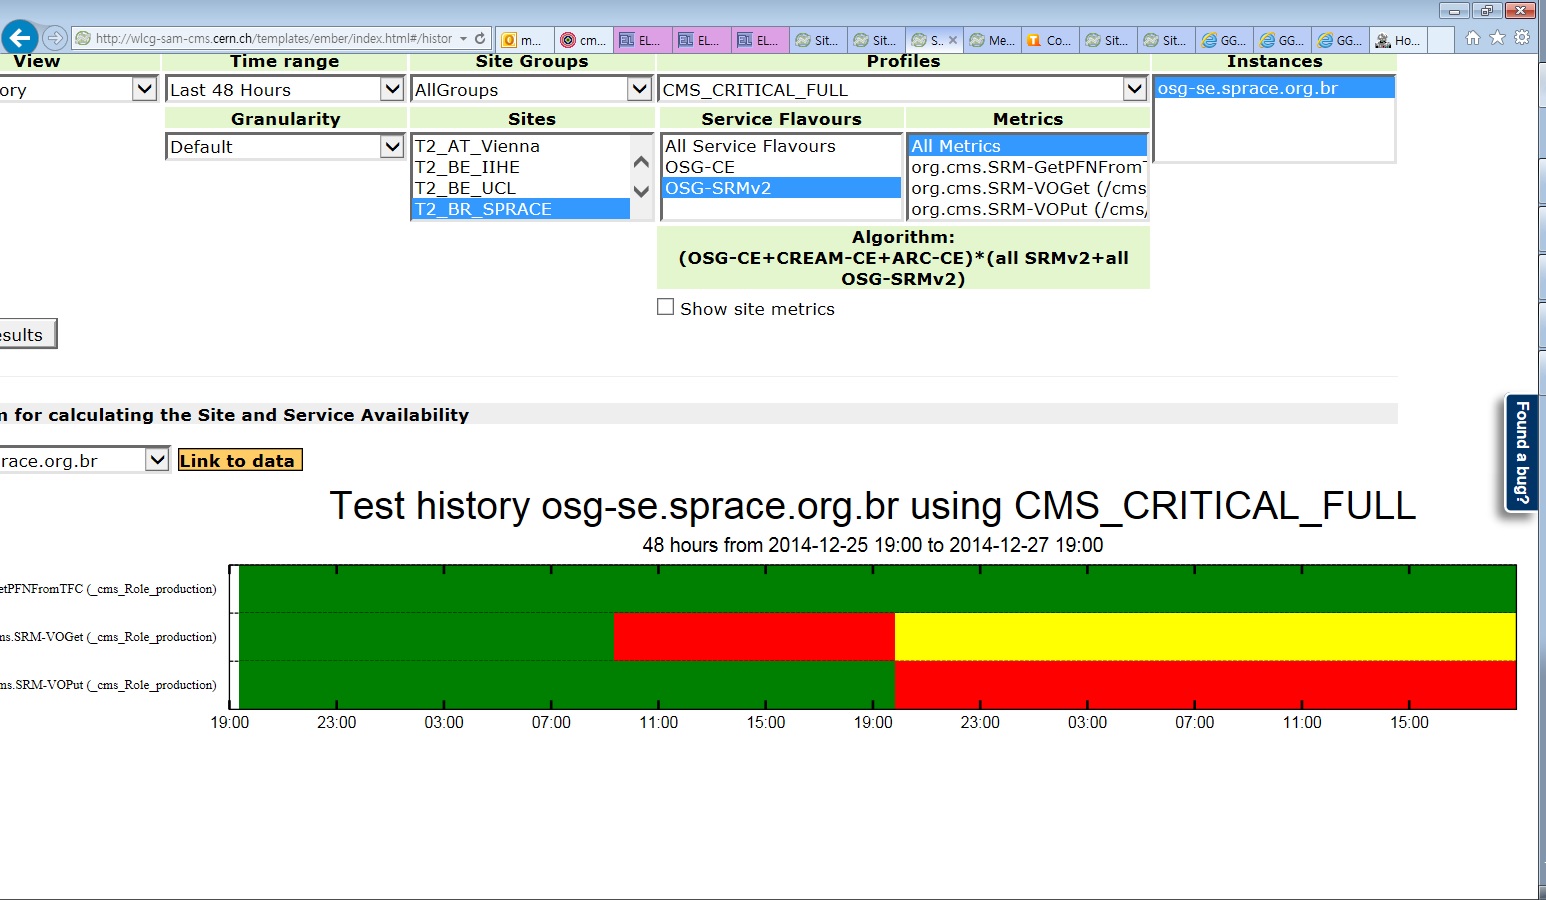 http://wlcg-sam-cms.cern.ch/templates/ember/index.html#/histor
m... cm... EL... EL... EL... Sit... Sit... S... Me... Co... Sit... Sit... GG... GG... GG... Ho...
View Time range Site Groups Profiles Instances
ory Last 48 Hours AllGroups CMS_CRITICAL_FULL osg-se.sprace.org.br
Granularity Sites Service Flavours Metrics
Default T2_AT_Vienna All Service Flavours All Metrics
T2_BE_IIHE OSG-CE org.cms.SRM-GetPFNFromT
T2_BE_UCL OSG-SRMv2 org.cms.SRM-VOGet (/cms
T2_BR_SPRACE org.cms.SRM-VOPut (/cms/
Algorithm:
(OSG-CE+CREAM-CE+ARC-CE)*(all SRMv2+all
OSG-SRMv2)
Show site metrics
esults
m for calculating the Site and Service Availability
race.org.br Link to data
Found a bug?
Test history osg-se.sprace.org.br using CMS_CRITICAL_FULL
48 hours from 2014-12-25 19:00 to 2014-12-27 19:00
etPFNFromTFC (_cms_Role_production)
ms.SRM-VOGet (_cms_Role_production)
ms.SRM-VOPut (_cms_Role_production)
19:00 23:00 03:00 07:00 11:00 15:00 19:00 23:00 03:00 07:00 11:00 15:00